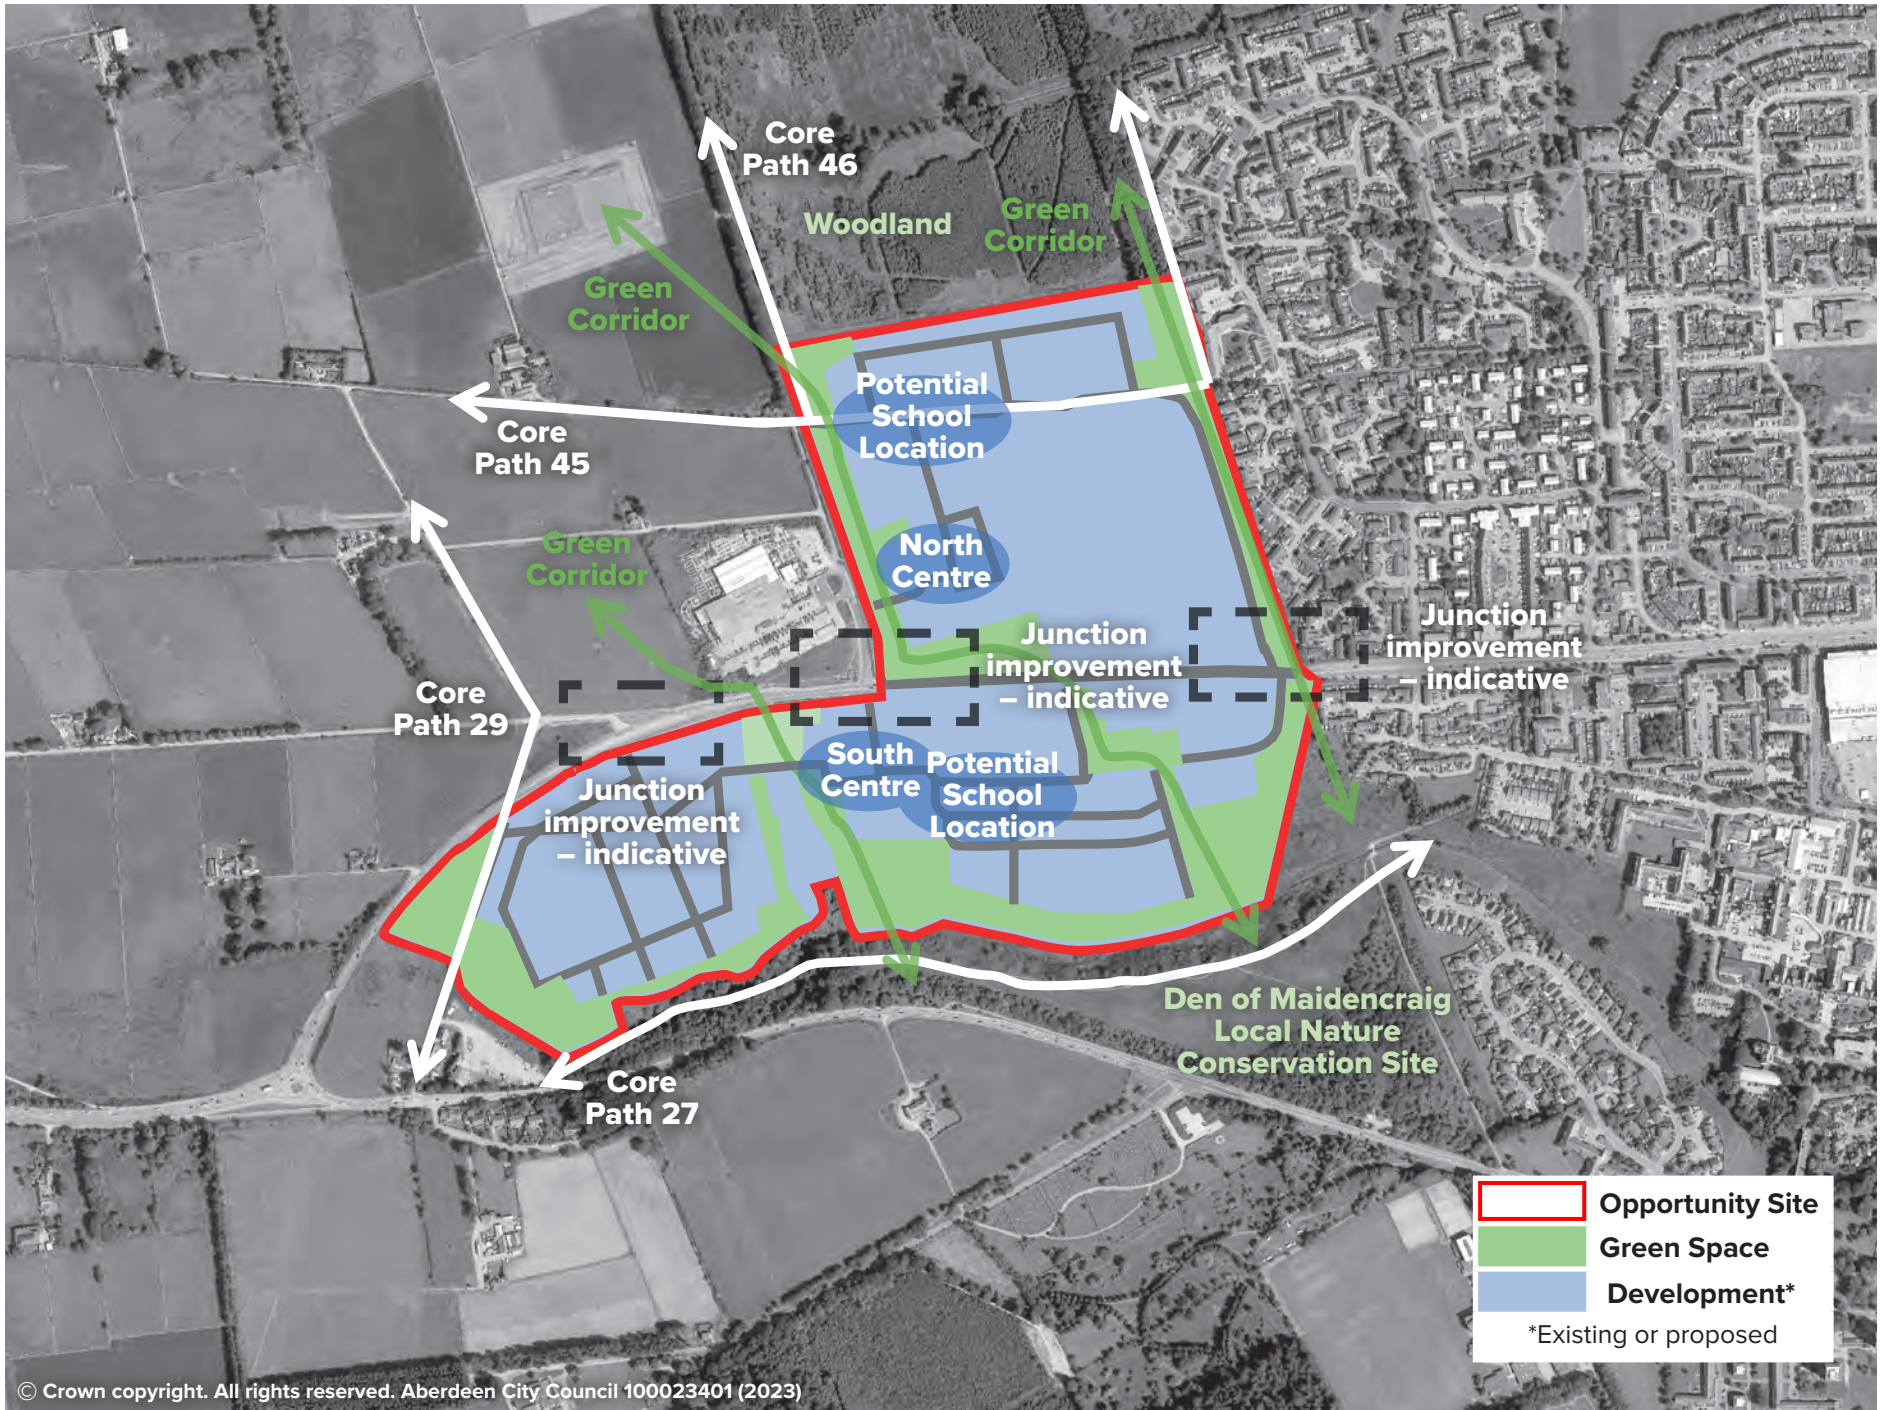 Core
Path 46
Woodland
Green
Corridor
Green
Corridor
Potential
School
Location
Core
Path 45
North
Centre
Green
Corridor
Junction
improvement
– indicative
Junction
improvement
– indicative
Core
Path 29
South
Centre
Potential
School
Location
Junction
improvement
– indicative
Den of Maidencraig
Local Nature
Conservation Site
Core
Path 27
Opportunity Site
Green Space
Development*
*Existing or proposed
© Crown copyright. All rights reserved. Aberdeen City Council 100023401 (2023)